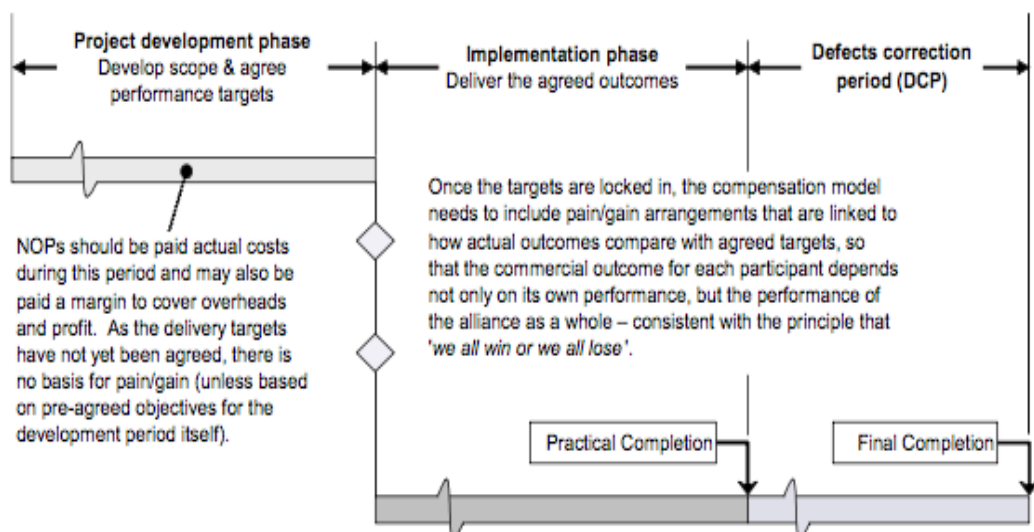 Project development phase
Develop scope & agree
performance targets
Implementation phase
Deliver the agreed outcomes
Defects correction
period (DCP)
NOPs should be paid actual costs
during this period and may also be
paid a margin to cover overheads
and profit.  As the delivery targets
have not yet been agreed, there is
no basis for pain/gain (unless based
on pre-agreed objectives for the
development period itself).
Once the targets are locked in, the compensation model
needs to include pain/gain arrangements that are linked to
how actual outcomes compare with agreed targets, so
that the commercial outcome for each participant depends
not only on its own performance, but the performance of
the alliance as a whole – consistent with the principle that
'we all win or we all lose'.
Practical Completion
Final Completion